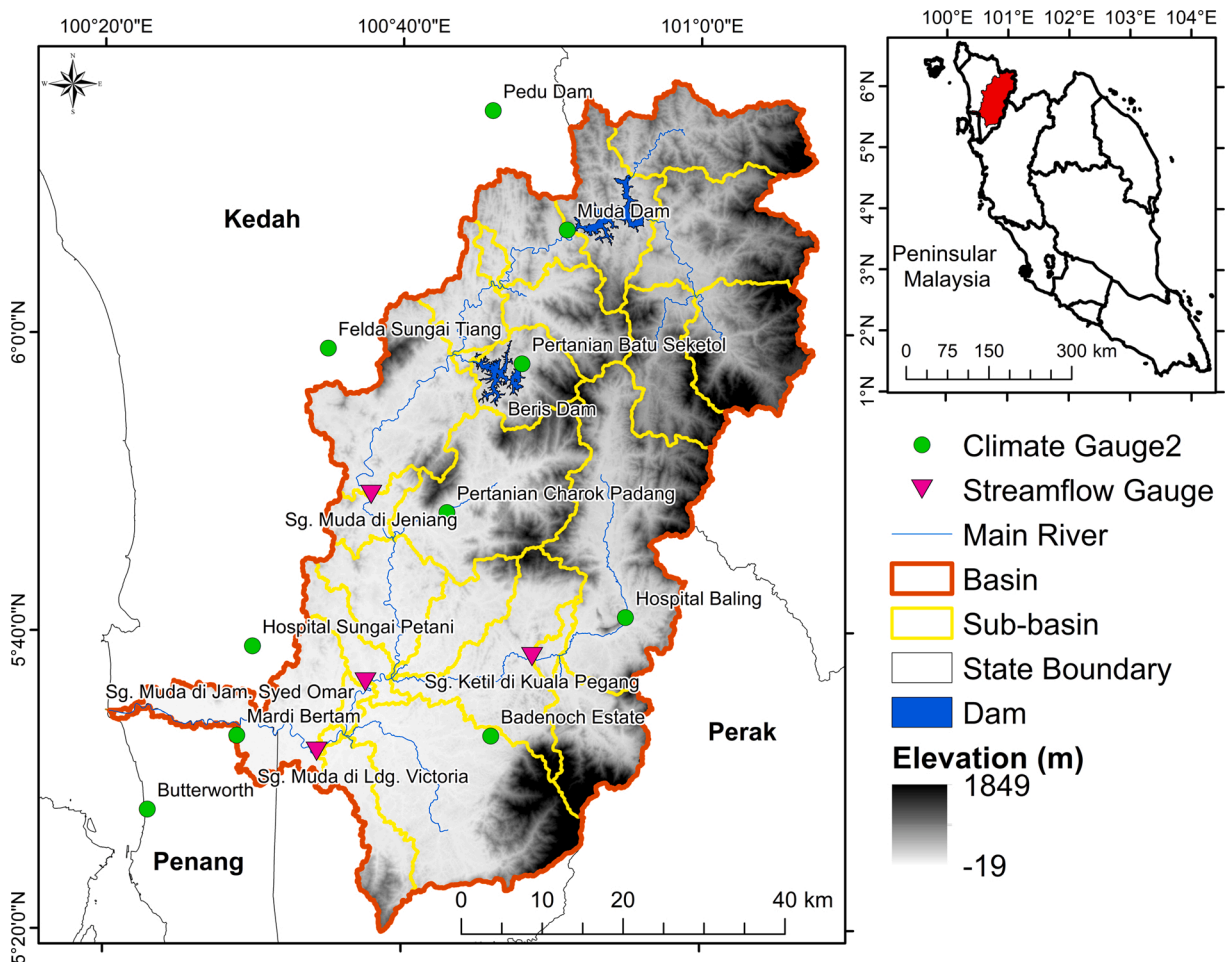 100°20'0"E
100°40'0"E
101°0'0"E
100°E
101°E
102°E
103°E
104°E
N
W
E
S
Pedu Dam
6°N
5°N
4°N
3°N
2°N
1°N
Kedah
Muda Dam
Peninsular
Malaysia
6°0'0"N
Felda Sungai Tiang
Pertanian Batu Seketol
0
75
150
300 km
Beris Dam
Climate Gauge2
Pertanian Charok Padang
Streamflow Gauge
Sg. Muda di Jeniang
Main River
Basin
5°40'0"N
Hospital Baling
Hospital Sungai Petani
Sub-basin
State Boundary
Sg. Muda di Jam. Syed Omar
Sg. Ketil di Kuala Pegang
Mardi Bertam
Badenoch Estate
Dam
Perak
Elevation (m)
Sg. Muda di Ldg. Victoria
1849
Butterworth
Penang
-19
0
10
20
40 km
5°20'0"N